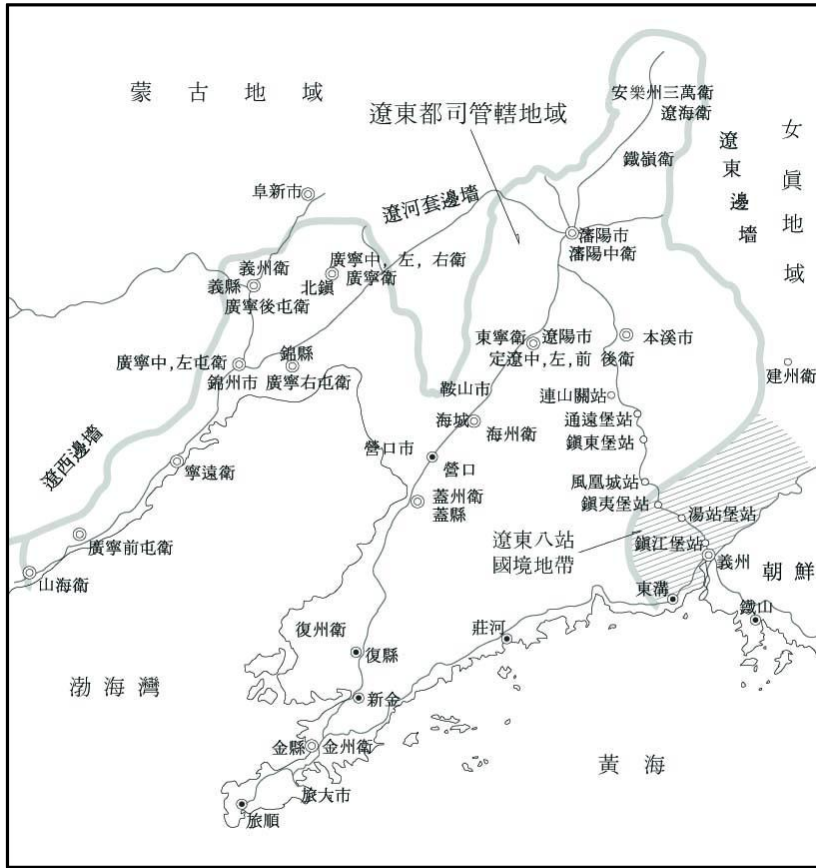 蒙古地域
遼東都司管轄地域
安樂州三萬衛
遼海衛
鐵嶺衛
遼東邊墻
女眞地域
阜新市
遼河套邊墻
瀋陽市
瀋陽中衛
義州衛
義縣
廣寧後屯衛
廣寧中, 左, 右衛
北鎭 廣寧衛
東寧衛 遼陽市
定遼中,左,前 後衛
本溪市
廣寧中,左屯衛
錦州市
錦縣
廣寧右屯衛
建州衛
鞍山市
連山關站
海城
海州衛
通遠堡站
鎭東堡站
遼西邊墻
寧遠衛
營口市
營口
鳳凰城站
蓋州衛
蓋縣
鎭夷堡站
湯站堡站
廣寧前屯衛
遼東八站
國境地帶
鎭江堡站
義州
朝鮮
山海衛
東溝
鐵山
復州衛
莊河
復縣
渤海灣
新金
金縣 金州衛
黃海
旅大市
旅順